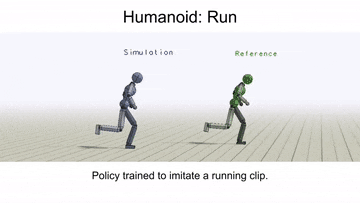 Humanoid: Run
Simulation Reference
Policy trained to imitate a running clip.